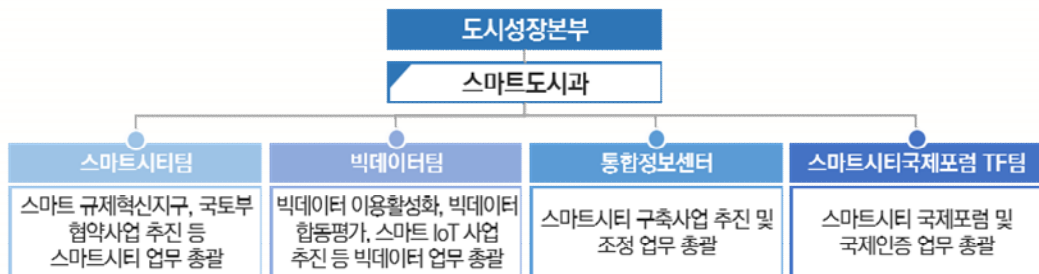 도시성장본부
스마트도시과
스마트시티팀
스마트 규제혁신지구, 국토부
협약사업 추진 등
스마트시티 업무 총괄
빅데이터팀
빅데이터 이용활성화, 빅데이터
합동평가, 스마트 IoT 사업
추진 등 빅데이터 업무 총괄
통합정보센터
스마트시티 구축사업 추진 및
조정 업무 총괄
스마트시티국제포럼 TF팀
스마트시티 국제포럼 및
국제인증 업무 총괄